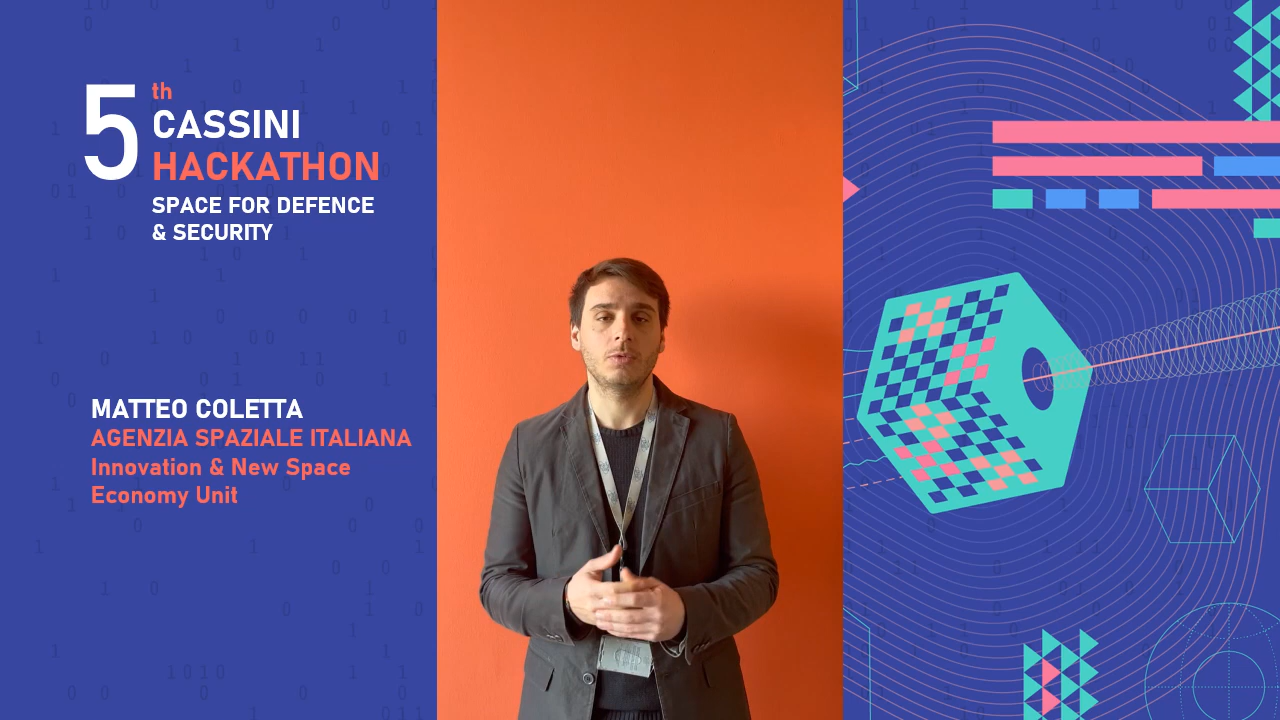 5th
CASSINI
HACKATHON
SPACE FOR DEFENCE
& SECURITY
MATTEO COLETTA
AGENZIA SPAZIALE ITALIANA
Innovation & New Space
Economy Unit